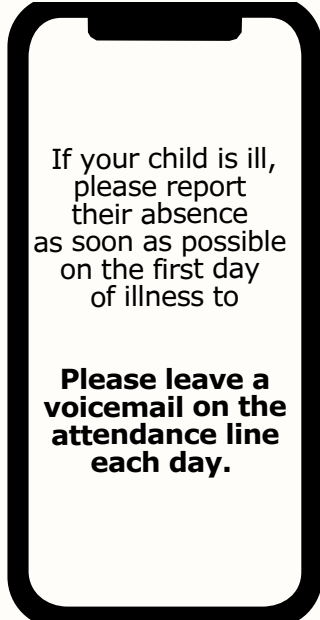 If your child is ill,
please report
their absence
as soon as possible
on the first day
of illness to
Please leave a
voicemail on the
attendance line
each day.